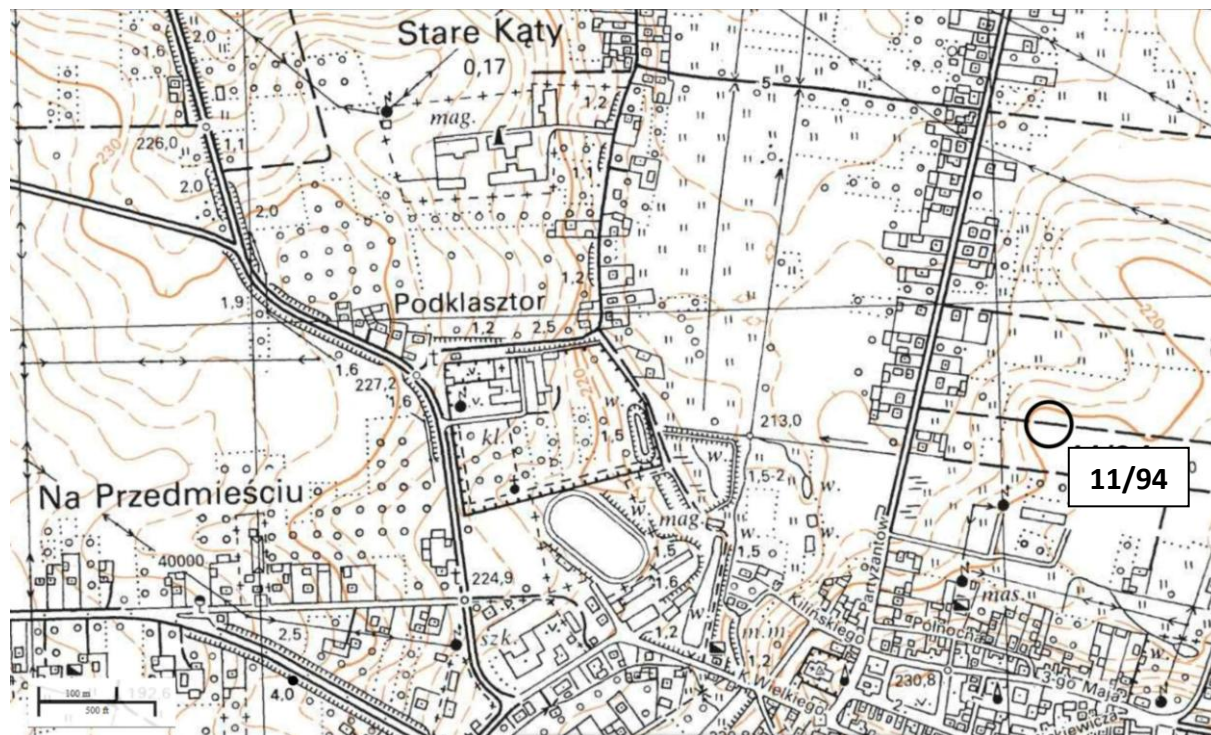 2.0
Stare Kąty
1.6
0,17
5
mag.
1,2
230
226,0
1,1
1.1
2.0
2,0
220
1,2
1.9
Podklasztor
1.2
2.5
1.6
t
227,2
1.6
220
w.
213,0
kl.
1.5
w.
11/94
1,5-2
w.
Na Przedmieściu
w
mag.
w
40000
1.5
1,5
Partyzantów
t
224,9
1.6
w
Kilińskiego
mas.
Północna
w
2.5
szk.
1.2
m.m
1.2
3-go Maja
100 m
192,6
4,0
K. Wielkiego
230,8
500 ft
2